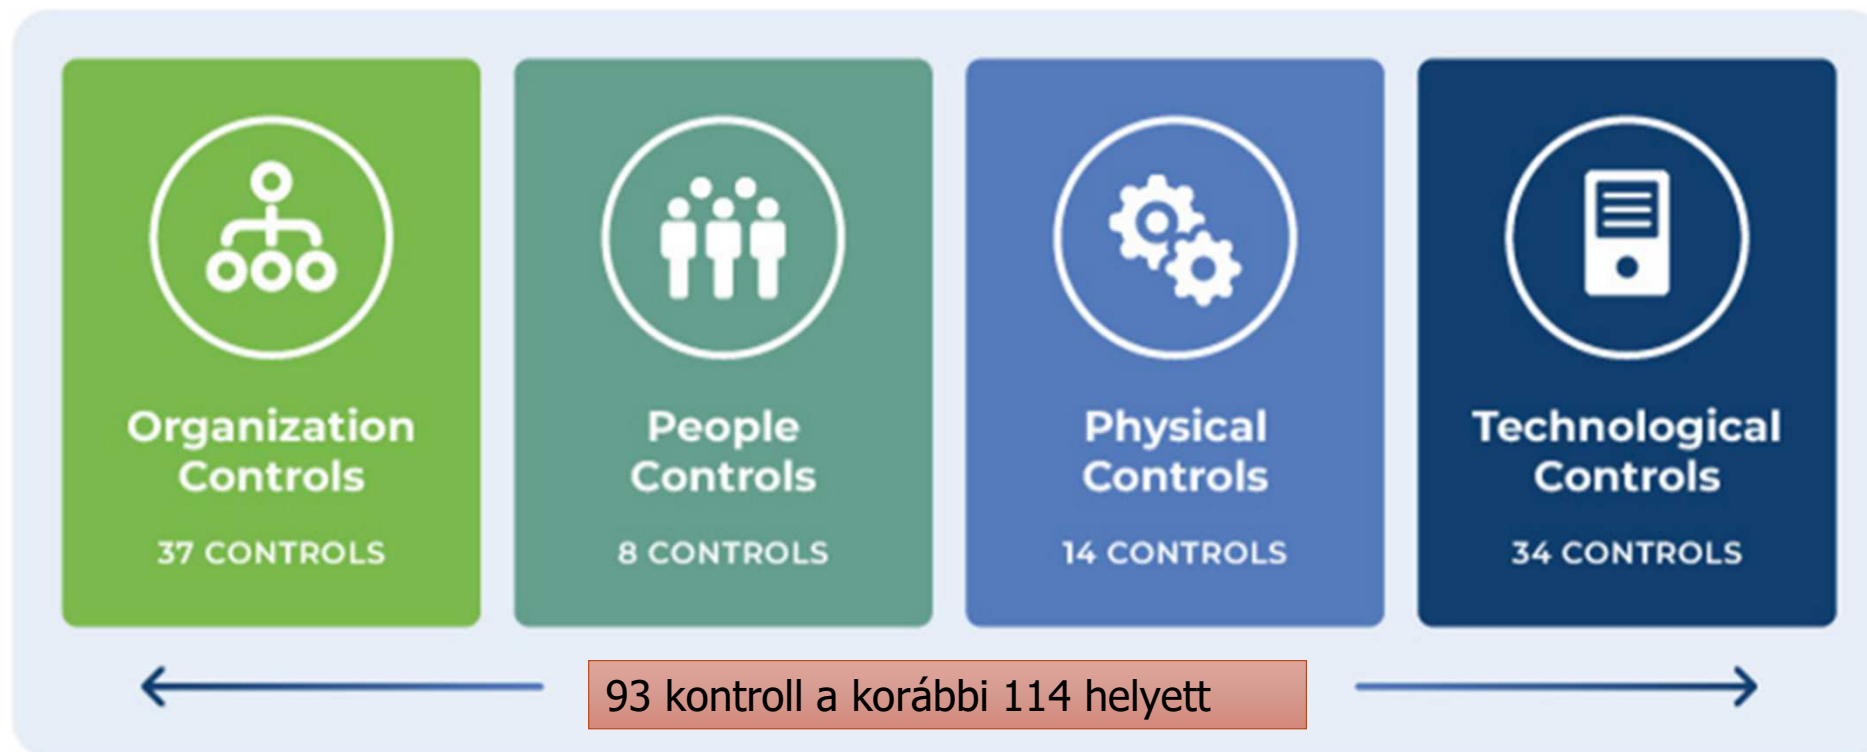 Organization
Controls
37 CONTROLS
People
Controls
8 CONTROLS
Physical
Controls
14 CONTROLS
Technological
Controls
34 CONTROLS
93 kontroll a korábbi 114 helyett